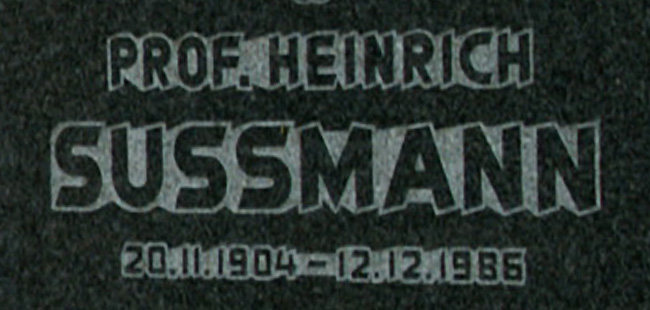 PROF. HEINRICH
SUSSMANN
20.11.1904 – 12.12.1986